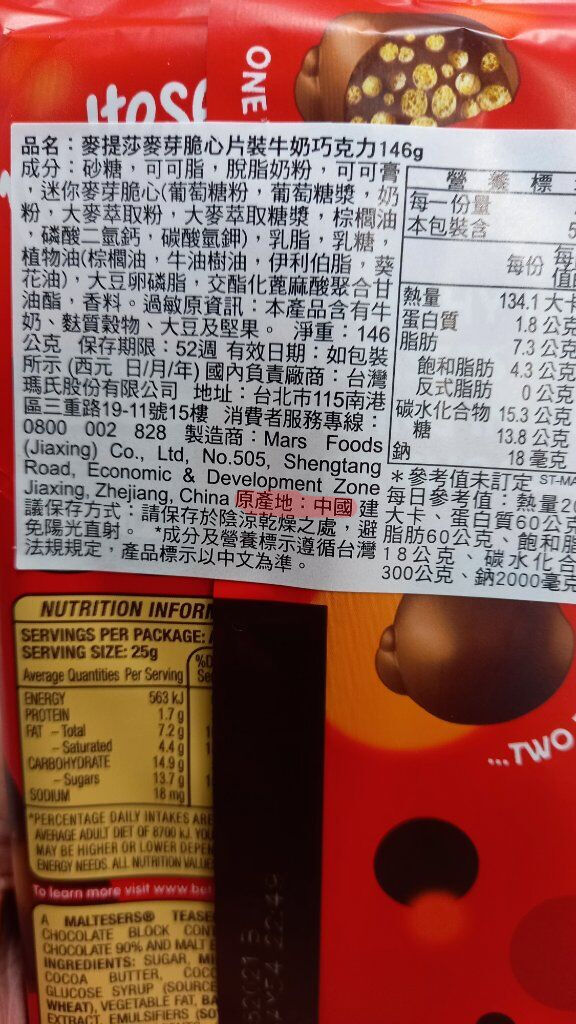 ltes
ONE
品名：麥提莎麥芽脆心片裝牛奶巧克力146g
成分：砂糖，可可脂，脫脂奶粉，可可膏
，迷你麥芽脆心(葡萄糖粉，葡萄糖漿，奶
粉，大麥萃取粉，大麥萃取糖漿，棕櫚油
，磷酸二氫鈣，碳酸氫鉀)，乳脂，乳糖，
植物油(棕櫚油，牛油樹油，伊利伯脂，葵
花油)，大豆卵磷脂，交酯化蓖麻酸聚合甘
油酯，香料。過敏原資訊：本產品含有牛
奶、麩質穀物、大豆及堅果。 淨重：146
公克 保存期限：52週 有效日期：如包裝
所示 (西元 日/月/年) 國內負責廠商：台灣
瑪氏股份有限公司 地址：台北市115南港
區三重路19-11號15樓 消費者服務專線：
0800 002 828 製造商：Mars Foods
(Jiaxing) Co., Ltd, No.505, Shengtang
Road, Economic & Development Zone
Jiaxing, Zhejiang, China 原產地：中國 建
議保存方式：請保存於陰涼乾燥之處，避
免陽光直射。 *成分及營養標示遵循台灣
法規規定，產品標示以中文為準。
營養標
每一份量
本包裝含 5
每份 每
熱量 134.1 大卡
蛋白質 1.8 公克
脂肪 7.3 公克
飽和脂肪 4.3 公克
反式脂肪 0 公克
碳水化合物 15.3 公克
糖 13.8 公克
鈉 18 毫克
＊參考值未訂定 ST-MA
每日參考值：熱量2
大卡、蛋白質60公克
脂肪60公克、飽和脂
18公克、碳水化合
300公克、鈉2000毫克
NUTRITION INFOR
SERVINGS PER PACKAGE:
SERVING SIZE: 25g
Average Quantities Per Serving
%D
Se
ENERGY 563 kJ
PROTEIN 1.7 g
FAT – Total 7.2 g
– Saturated 4.4 g
CARBOHYDRATE 14.9 g
– Sugars 13.7 g
SODIUM 18 mg
*PERCENTAGE DAILY INTAKES ARE
AVERAGE ADULT DIET OF 8700 kJ. YOU
MAY BE HIGHER OR LOWER DEPEN
ENERGY NEEDS. ALL NUTRITION VALUE
To learn more visit www.be
A MALTESERS® TEASE
CHOCOLATE BLOCK CONT
CHOCOLATE 90% AND MALT
INGREDIENTS: SUGAR, MI
COCOA BUTTER, COCO
GLUCOSE SYRUP (SOURCE
WHEAT), VEGETABLE FAT, BA
EXTRACT, EMULSIFIERS (SO
...TWO